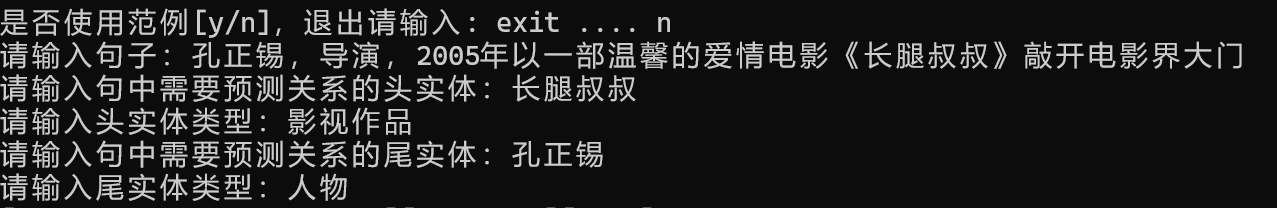 是否使用范例[y/n], 退出请输入: exit .... n
请输入句子：孔正锡，导演，2005年以一部温馨的爱情电影《长腿叔叔》敲开电影界大门
请输入句中需要预测关系的头实体：长腿叔叔
请输入头实体类型：影视作品
请输入句中需要预测关系的尾实体：孔正锡
请输入尾实体类型：人物